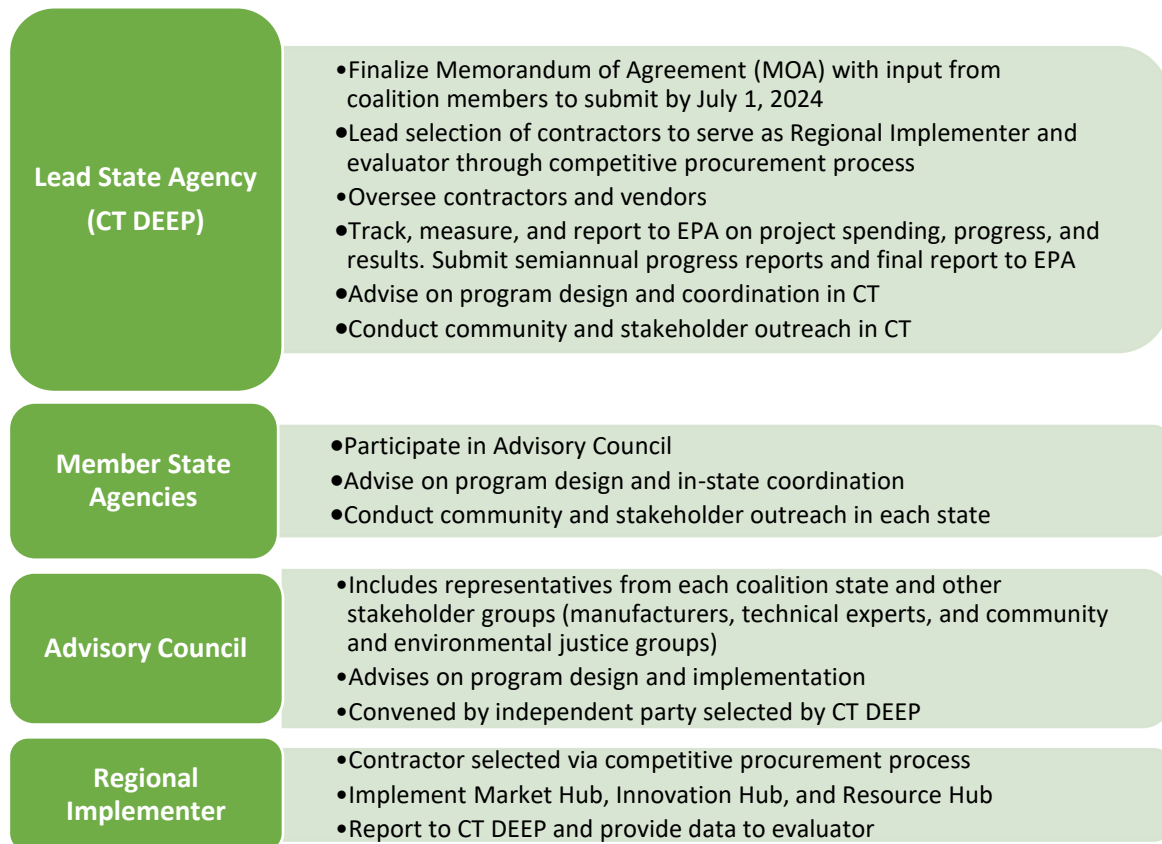 Lead State Agency
(CT DEEP)
•Finalize Memorandum of Agreement (MOA) with input from
coalition members to submit by July 1, 2024
•Lead selection of contractors to serve as Regional Implementer and
evaluator through competitive procurement process
•Oversee contractors and vendors
•Track, measure, and report to EPA on project spending, progress, and
results. Submit semiannual progress reports and final report to EPA
•Advise on program design and coordination in CT
•Conduct community and stakeholder outreach in CT
Member State
Agencies
•Participate in Advisory Council
•Advise on program design and in-state coordination
•Conduct community and stakeholder outreach in each state
Advisory Council
•Includes representatives from each coalition state and other
stakeholder groups (manufacturers, technical experts, and community
and environmental justice groups)
•Advises on program design and implementation
•Convened by independent party selected by CT DEEP
Regional
Implementer
•Contractor selected via competitive procurement process
•Implement Market Hub, Innovation Hub, and Resource Hub
•Report to CT DEEP and provide data to evaluator